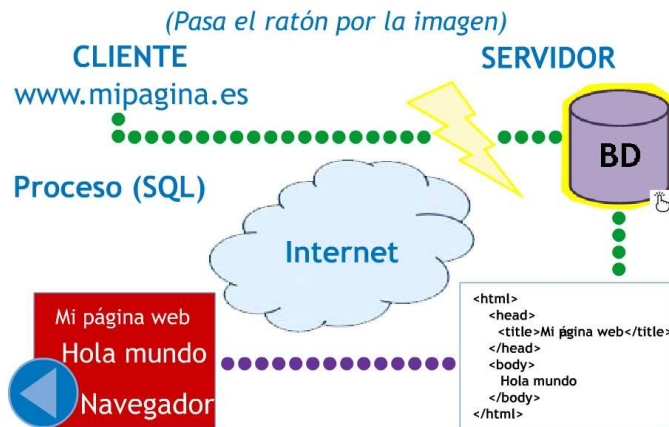 (Pasa el ratón por la imagen)
CLIENTE
SERVIDOR
www.mipagina.es
BD
Proceso (SQL)
Internet
<html>
<head>
<title>Mi página web</title>
</head>
<body>
Hola mundo
</body>
</html>
Mi página web
Hola mundo
Navegador